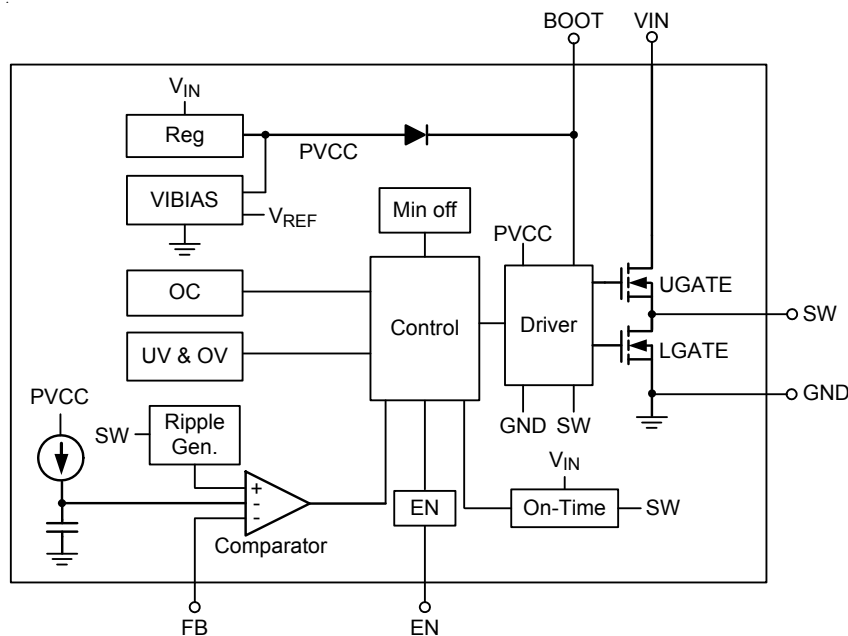 BOOT VIN
VIN
Reg
PVCC
VIBIAS
VREF
Min off
PVCC
OC
UGATE
Control
Driver
SW
UV & OV
LGATE
PVCC
GND
SW
Ripple
Gen.
GND SW
VIN
+
-
-
EN
On-Time
SW
Comparator
FB
EN